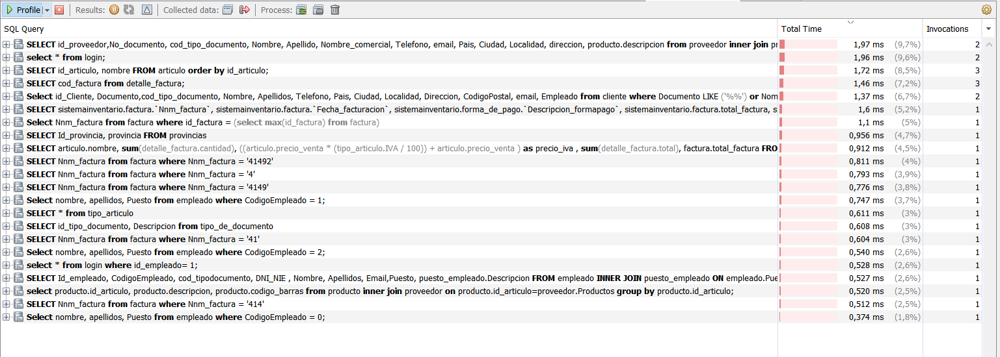 Profile Results: Collected data: Process:
SQL Query Total Time Invocations
SELECT id_proveedor,No_documento, cod_tipo_documento, Nombre, Apellido, Nombre_comercial, Telefono, email, Pais, Ciudad, Localidad, direccion, producto.descripcion from proveedor inner join pr 1,97 ms (9,7%) 2
select * from login; 1,96 ms (9,6%) 2
SELECT id_articulo, nombre FROM articulo order by id_articulo; 1,72 ms (8,5%) 3
SELECT cod_factura from detalle_factura; 1,46 ms (7,2%) 3
Select id_Cliente, Documento,cod_tipo_documento, Nombre, Apellidos, Telefono, Pais, Ciudad, Localidad, Direccion, CodigoPostal, email, Empleado from cliente where Documento LIKE ('%%') or Nom 1,37 ms (6,7%) 2
SELECT sistemainventario.factura.`Nnm_factura`, sistemainventario.factura.`Fecha_facturacion`, sistemainventario.forma_de_pago.`Descripcion_formapago`, sistemainventario.factura.total_factura, s 1,6 ms (5,2%) 1
Select Nnm_factura from factura where id_factura = (select max(id_factura) from factura) 1,1 ms (5%) 1
SELECT Id_provincia, provincia FROM provincias 0,956 ms (4,7%) 1
SELECT articulo.nombre, sum(detalle_factura.cantidad), ((articulo.precio_venta * (tipo_articulo.IVA / 100)) + articulo.precio_venta ) as precio_iva , sum(detalle_factura.total), factura.total_factura FRO 0,912 ms (4,5%) 1
SELECT Nnm_factura from factura where Nnm_factura = '41492' 0,811 ms (4%) 1
SELECT Nnm_factura from factura where Nnm_factura = '4' 0,793 ms (3,9%) 1
SELECT Nnm_factura from factura where Nnm_factura = '4149' 0,776 ms (3,8%) 1
Select nombre, apellidos, Puesto from empleado where CodigoEmpleado = 1; 0,747 ms (3,7%) 1
SELECT * from tipo_articulo 0,611 ms (3%) 1
SELECT id_tipo_documento, Descripcion from tipo_de_documento 0,608 ms (3%) 1
SELECT Nnm_factura from factura where Nnm_factura = '41' 0,604 ms (3%) 1
Select nombre, apellidos, Puesto from empleado where CodigoEmpleado = 2; 0,540 ms (2,6%) 1
select * from login where id_empleado= 1; 0,528 ms (2,6%) 1
SELECT Id_empleado, CodigoEmpleado, cod_tipodocumento, DNI_NIE , Nombre, Apellidos, Email,Puesto, puesto_empleado.Descripcion FROM empleado INNER JOIN puesto_empleado ON empleado.Pue 0,527 ms (2,6%) 1
select producto.id_articulo, producto.descripcion, producto.codigo_barras from producto inner join proveedor on producto.id_articulo=proveedor.Productos group by producto.id_articulo; 0,520 ms (2,5%) 1
SELECT Nnm_factura from factura where Nnm_factura = '414' 0,512 ms (2,5%) 1
Select nombre, apellidos, Puesto from empleado where CodigoEmpleado = 0; 0,374 ms (1,8%) 1